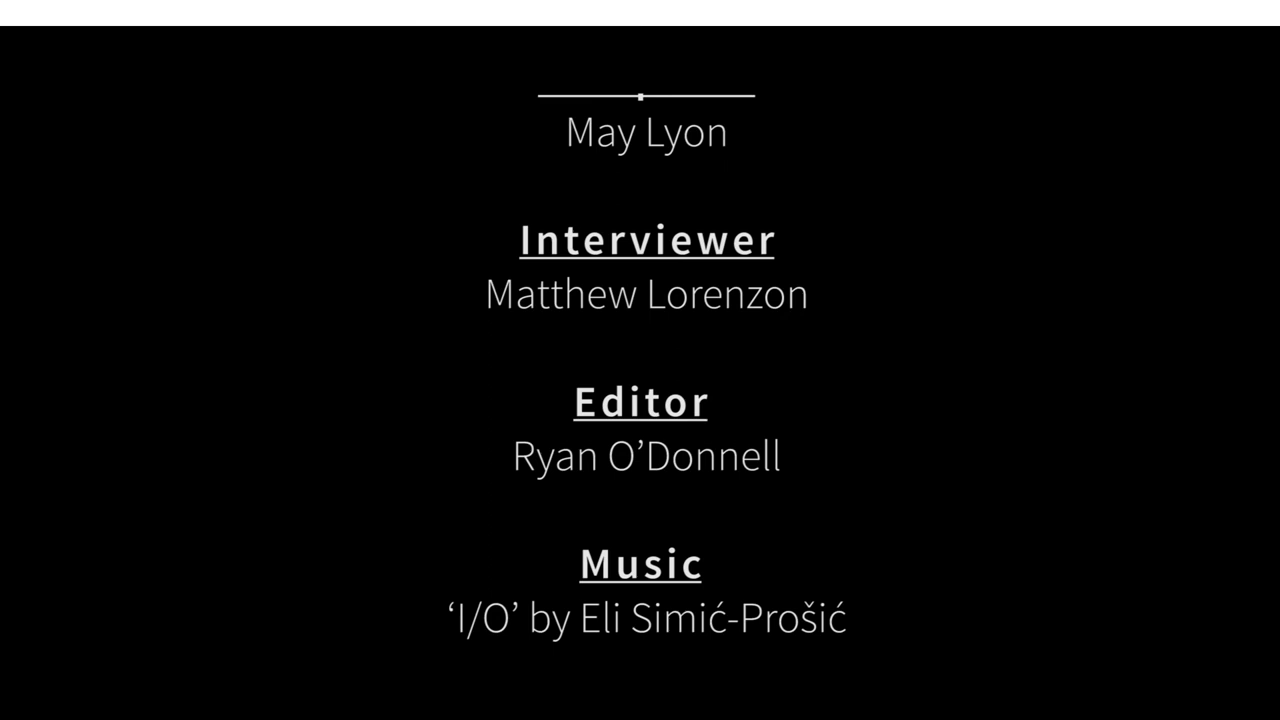 May Lyon
Interviewer
Matthew Lorenzon
Editor
Ryan O’Donnell
Music
‘I/O’ by Eli Simić-Prošić